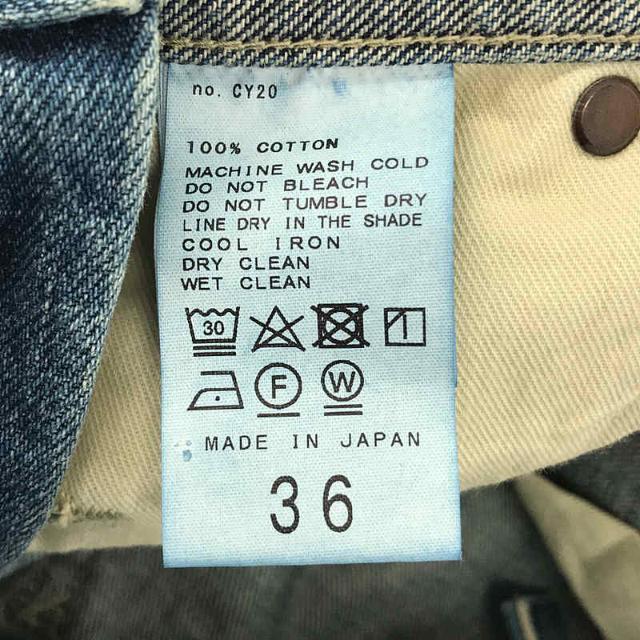 no. CY20
100% COTTON
MACHINE WASH COLD
DO NOT BLEACH
DO NOT TUMBLE DRY
LINE DRY IN THE SHADE
COOL IRON
DRY CLEAN
WET CLEAN
30
F W
MADE IN JAPAN
36